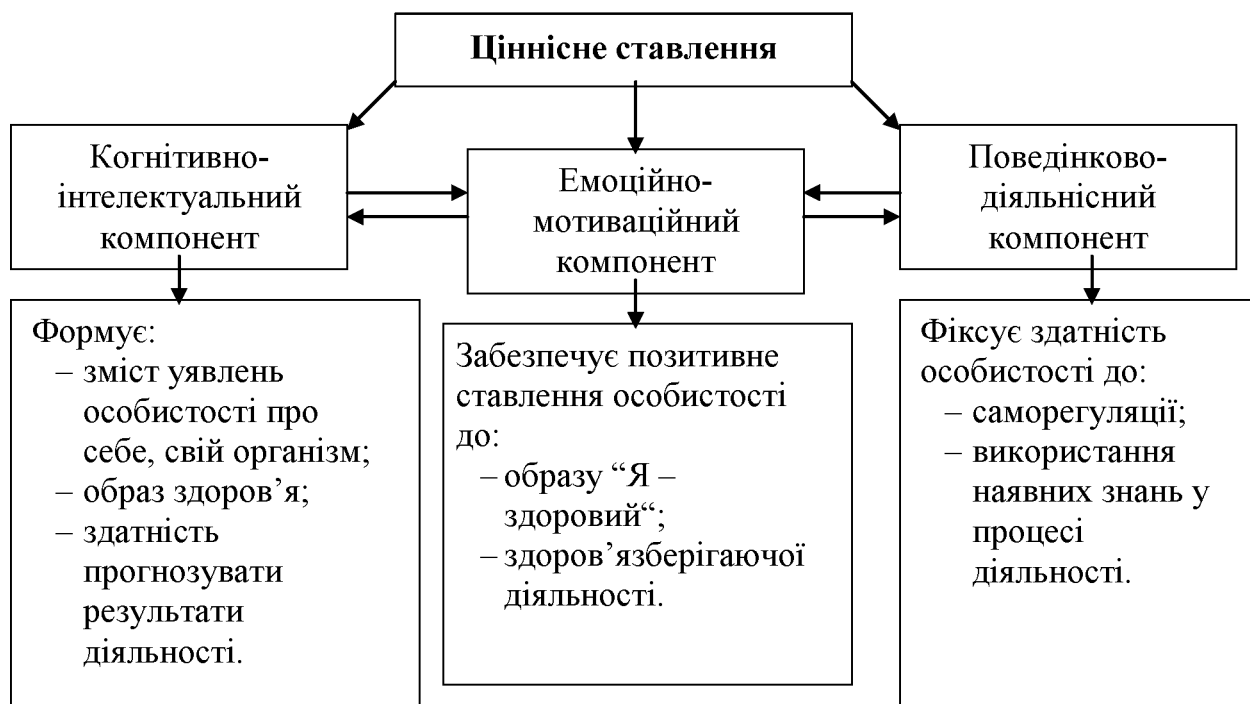 Ціннісне ставлення
Когнітивно-
інтелектуальний
компонент
Емоційно-
мотиваційний
компонент
Поведінково-
діяльнісний
компонент
Формує:
– зміст уявлень
особистості про
себе, свій організм;
– образ здоров’я;
– здатність
прогнозувати
результати
діяльності.
Забезпечує позитивне
ставлення особистості
до:
– образу “Я –
здоровий“;
– здоров’язберігаючої
діяльності.
Фіксує здатність
особистості до:
– саморегуляції;
– використання
наявних знань у
процесі
діяльності.